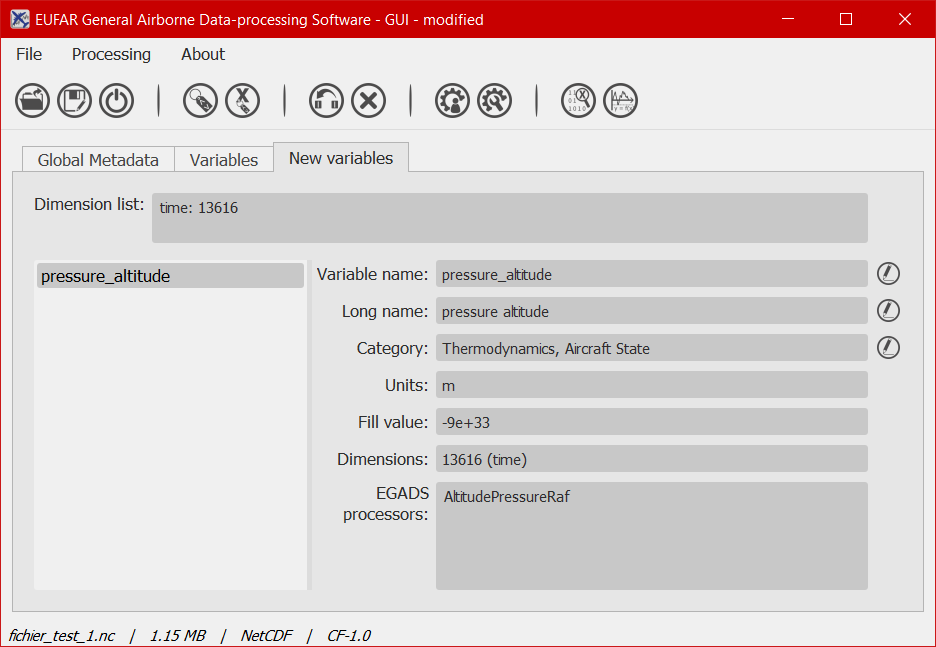 EUFAR General Airborne Data-processing Software - GUI - modified
File Processing About
Global Metadata Variables New variables
Dimension list: time: 13616
pressure_altitude
Variable name: pressure_altitude
Long name: pressure altitude
Category: Thermodynamics, Aircraft State
Units: m
Fill value: -9e+33
Dimensions: 13616 (time)
EGADS processors: AltitudePressureRaf
fichier_test_1.nc / 1.15 MB / NetCDF / CF-1.0